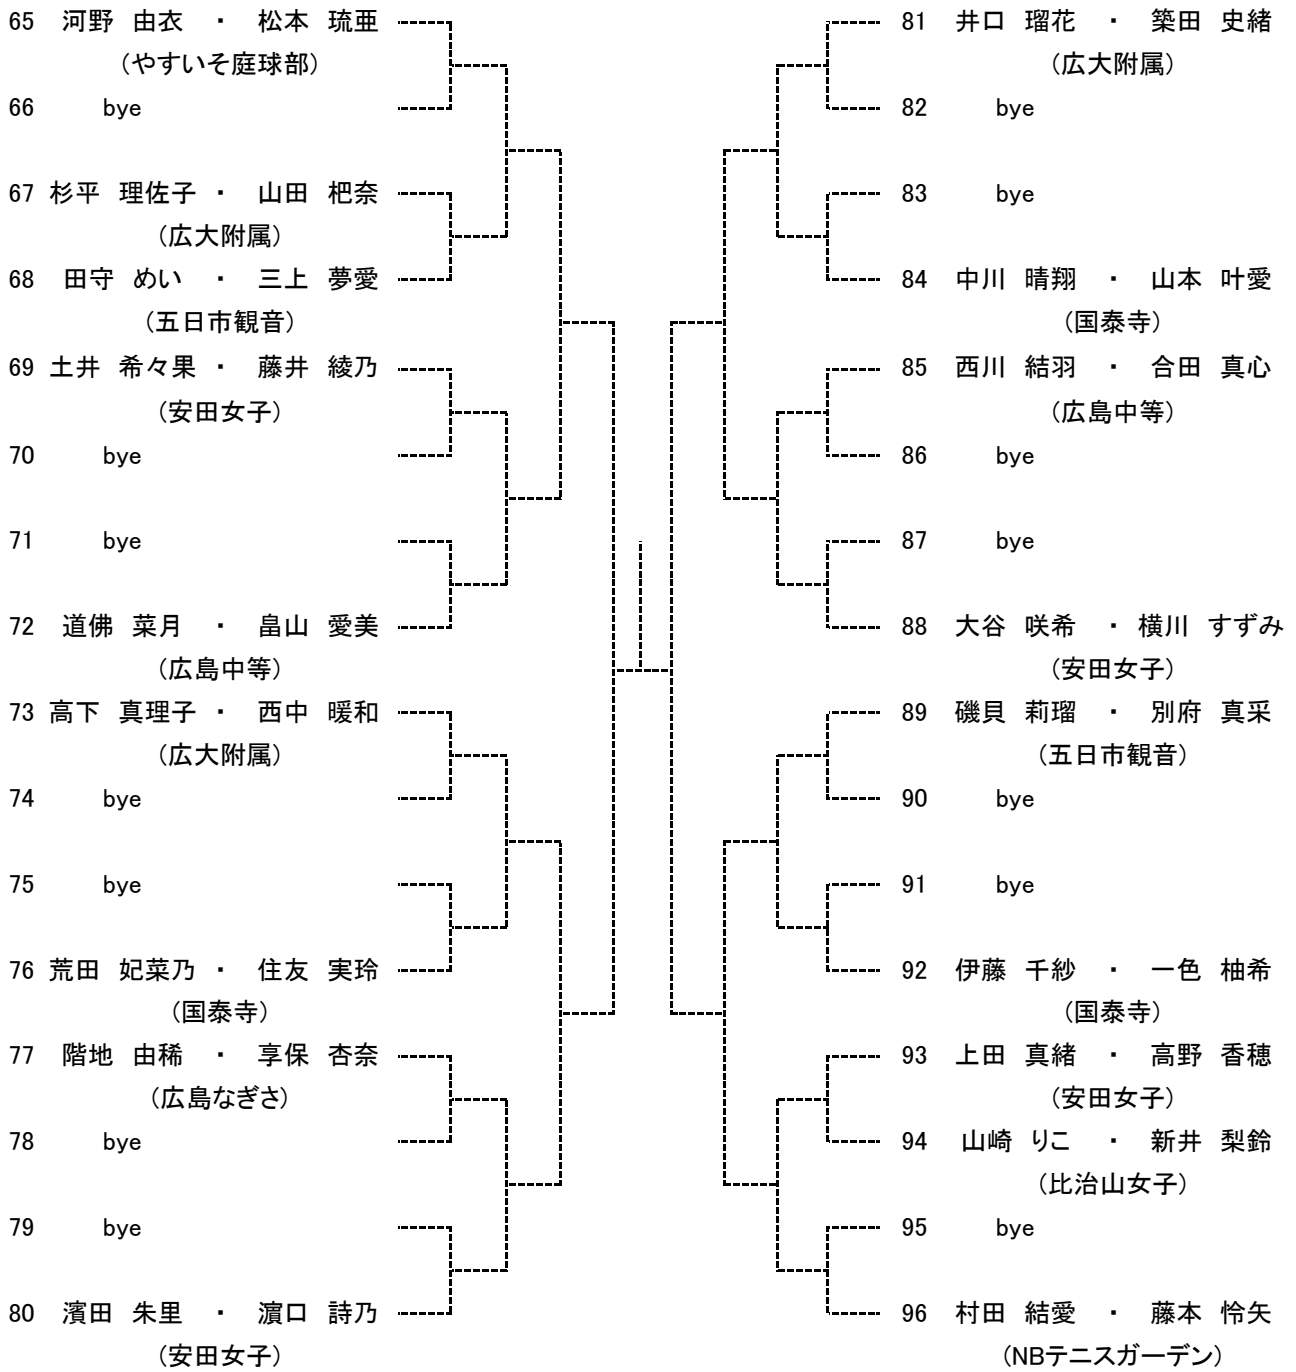 65 河野 由衣 ・ 松本 琉亜
(やすいそ庭球部)
66 bye
67 杉平 理佐子 ・ 山田 杷奈
(広大附属)
68 田守 めい ・ 三上 夢愛
(五日市観音)
69 土井 希々果 ・ 藤井 綾乃
(安田女子)
70 bye
71 bye
72 道佛 菜月 ・ 畠山 愛美
(広島中等)
73 高下 真理子 ・ 西中 暖和
(広大附属)
74 bye
75 bye
76 荒田 妃菜乃 ・ 住友 実玲
(国泰寺)
77 階地 由稀 ・ 享保 杏奈
(広島なぎさ)
78 bye
79 bye
80 濱田 朱里 ・ 濵口 詩乃
(安田女子)
81 井口 瑠花 ・ 築田 史緒
(広大附属)
82 bye
83 bye
84 中川 晴翔 ・ 山本 叶愛
(国泰寺)
85 西川 結羽 ・ 合田 真心
(広島中等)
86 bye
87 bye
88 大谷 咲希 ・ 横川 すずみ
(安田女子)
89 磯貝 莉瑠 ・ 別府 真采
(五日市観音)
90 bye
91 bye
92 伊藤 千紗 ・ 一色 柚希
(国泰寺)
93 上田 真緒 ・ 高野 香穂
(安田女子)
94 山崎 りこ ・ 新井 梨鈴
(比治山女子)
95 bye
96 村田 結愛 ・ 藤本 怜矢
(NBテニスガーデン)